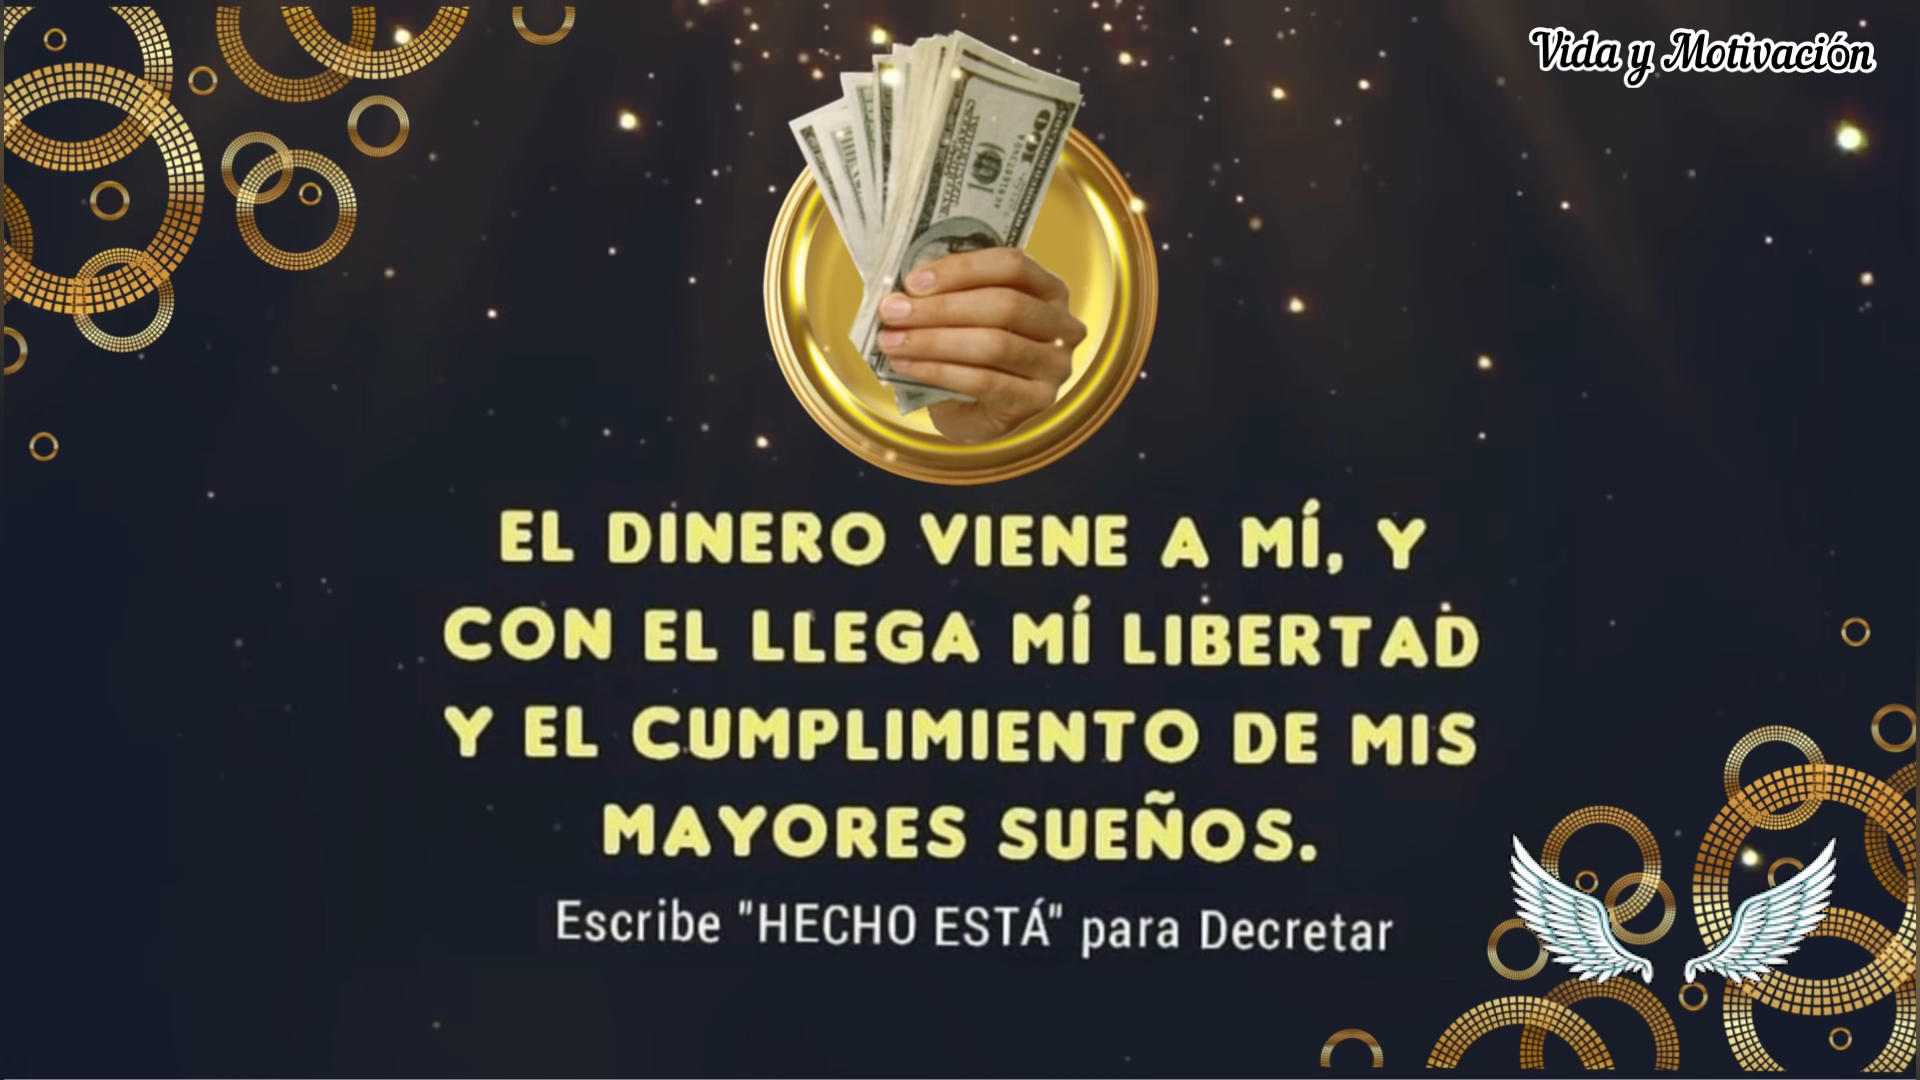 Vida y Motivación
EL DINERO VIENE A MÍ, Y
CON EL LLEGA MÍ LIBERTAD
Y EL CUMPLIMIENTO DE MIS
MAYORES SUEÑOS.
Escribe "HECHO ESTÁ" para Decretar